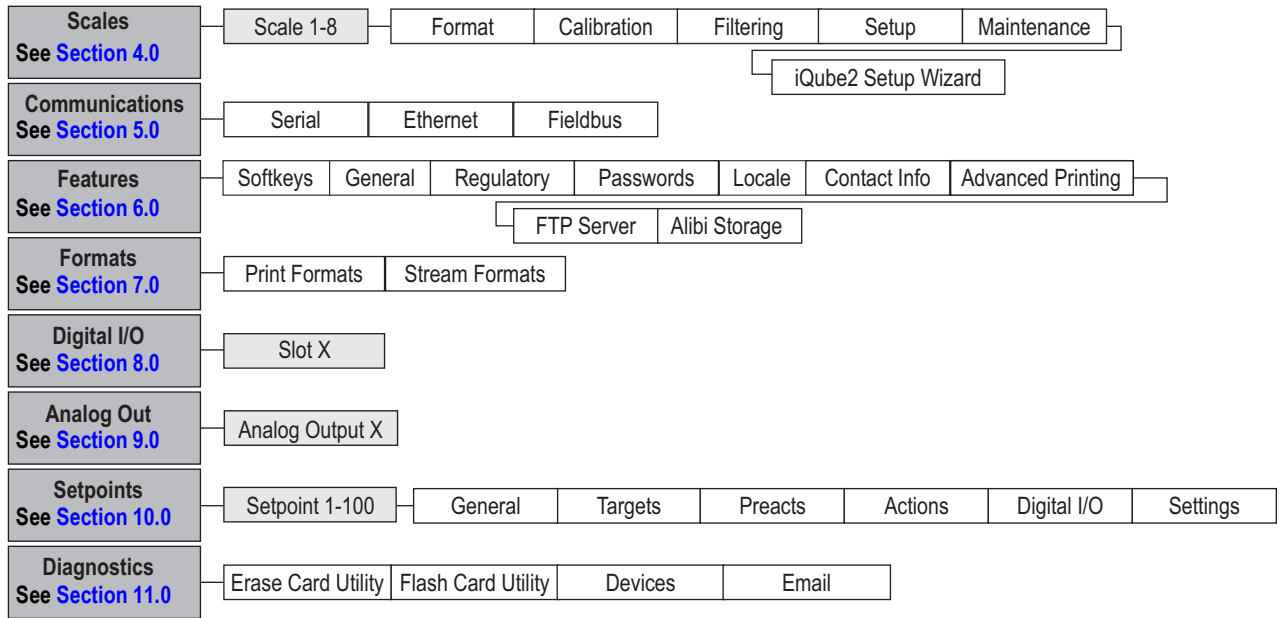 Scales
See Section 4.0
Scale 1-8
Format
Calibration
Filtering
Setup
Maintenance
iQube2 Setup Wizard
Communications
See Section 5.0
Serial
Ethernet
Fieldbus
Features
See Section 6.0
Softkeys
General
Regulatory
Passwords
Locale
Contact Info
Advanced Printing
FTP Server
Alibi Storage
Formats
See Section 7.0
Print Formats
Stream Formats
Digital I/O
See Section 8.0
Slot X
Analog Out
See Section 9.0
Analog Output X
Setpoints
See Section 10.0
Setpoint 1-100
General
Targets
Preacts
Actions
Digital I/O
Settings
Diagnostics
See Section 11.0
Erase Card Utility
Flash Card Utility
Devices
Email